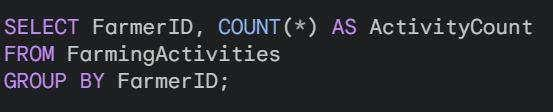 SELECT FarmerID, COUNT(*) AS ActivityCount
FROM FarmingActivities
GROUP BY FarmerID;